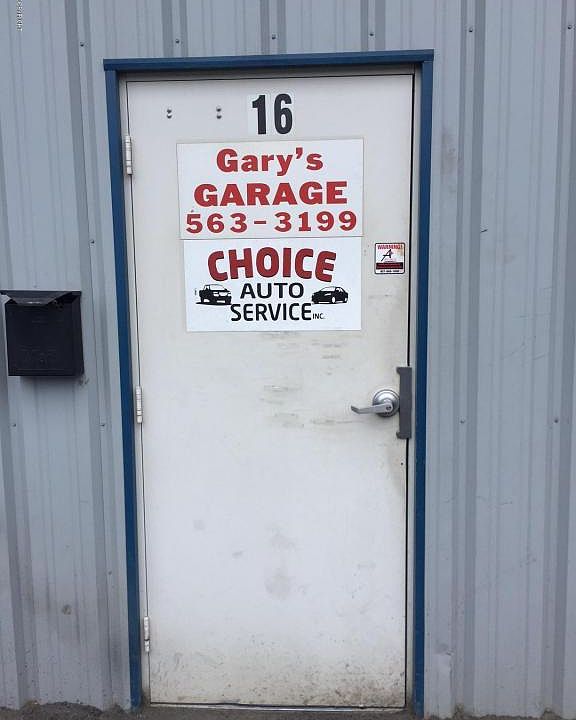 16
Gary's
GARAGE
563-3199
CHOICE
AUTO
SERVICE INC.
WARNING!